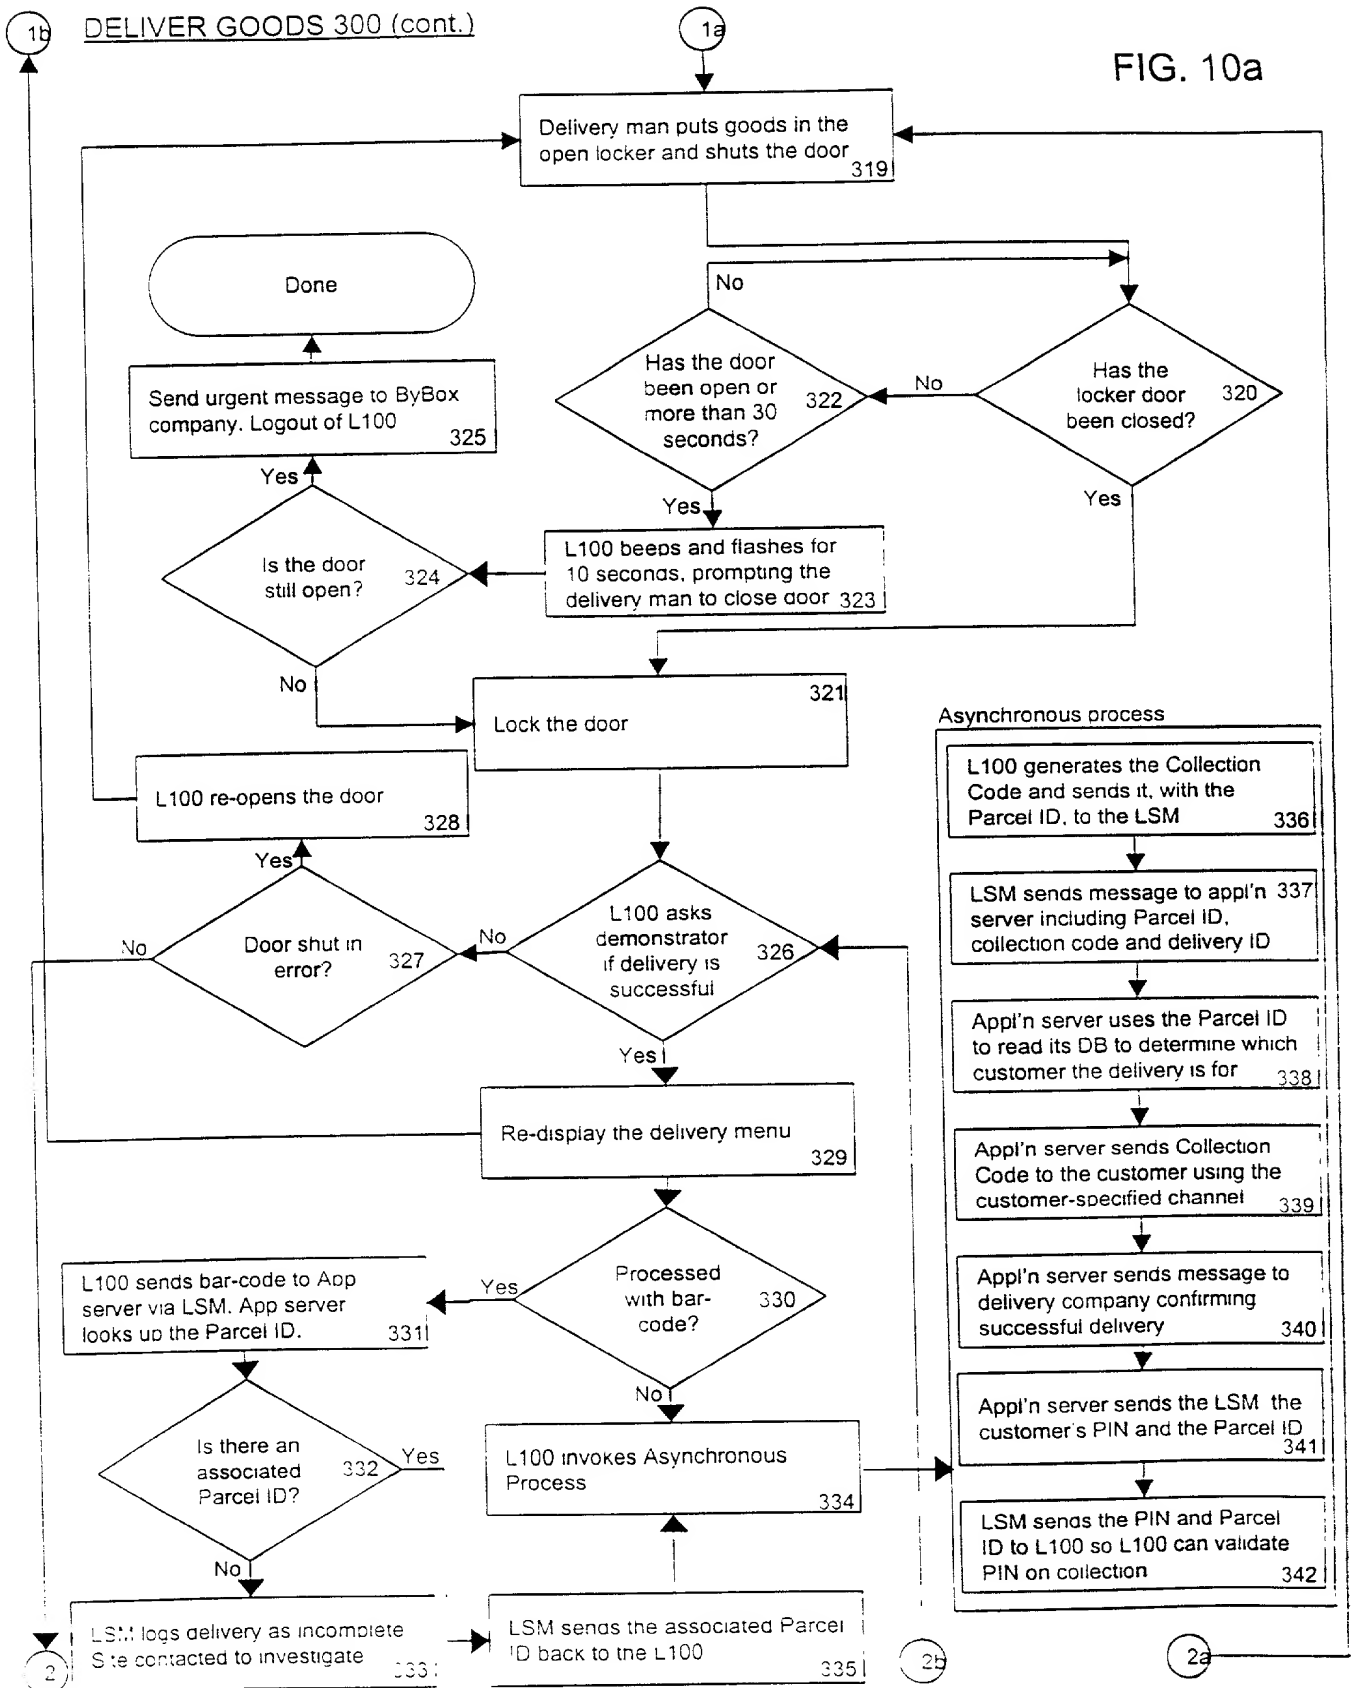 1b
DELIVER GOODS 300 (cont.)
1a
FIG. 10a
Delivery man puts goods in the
open locker and shuts the door
319
Done
No
Has the door
been open or
more than 30
seconds?
322
No
Has the
locker door
been closed?
320
Send urgent message to ByBox
company. Logout of L100
325
Yes
Yes
Yes
Is the door
still open?
324
L100 beeps and flashes for
10 seconds, prompting the
delivery man to close door 323
No
321
Lock the door
L100 re-opens the door
328
Yes
No
Door shut in
error?
327
No
L100 asks
demonstrator
if delivery is
successful
326
Yes
Re-display the delivery menu
329
L100 sends bar-code to App
server via LSM. App server
looks up the Parcel ID.
331
Yes
Processed
with bar-
code?
330
No
Is there an
associated
Parcel ID?
332
Yes
L100 invokes Asynchronous
Process
334
No
LSM logs delivery as incomplete
Site contacted to investigate
333
LSM sends the associated Parcel
ID back to the L100
335
Asynchronous process
L100 generates the Collection
Code and sends it, with the
Parcel ID, to the LSM
336
LSM sends message to appl'n 337
server including Parcel ID,
collection code and delivery ID
Appl'n server uses the Parcel ID
to read its DB to determine which
customer the delivery is for
338
Appl'n server sends Collection
Code to the customer using the
customer-specified channel
339
Appl'n server sends message to
delivery company confirming
successful delivery
340
Appl'n server sends the LSM the
customer's PIN and the Parcel ID
341
LSM sends the PIN and Parcel
ID to L100 so L100 can validate
PIN on collection
342
2
2b
2a